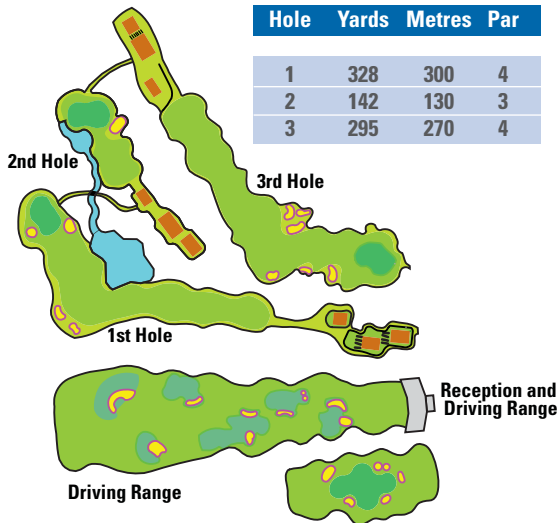 Hole Yards Metres Par
1 328 300 4
2 142 130 3
3 295 270 4
2nd Hole
3rd Hole
1st Hole
Reception and
Driving Range
Driving Range